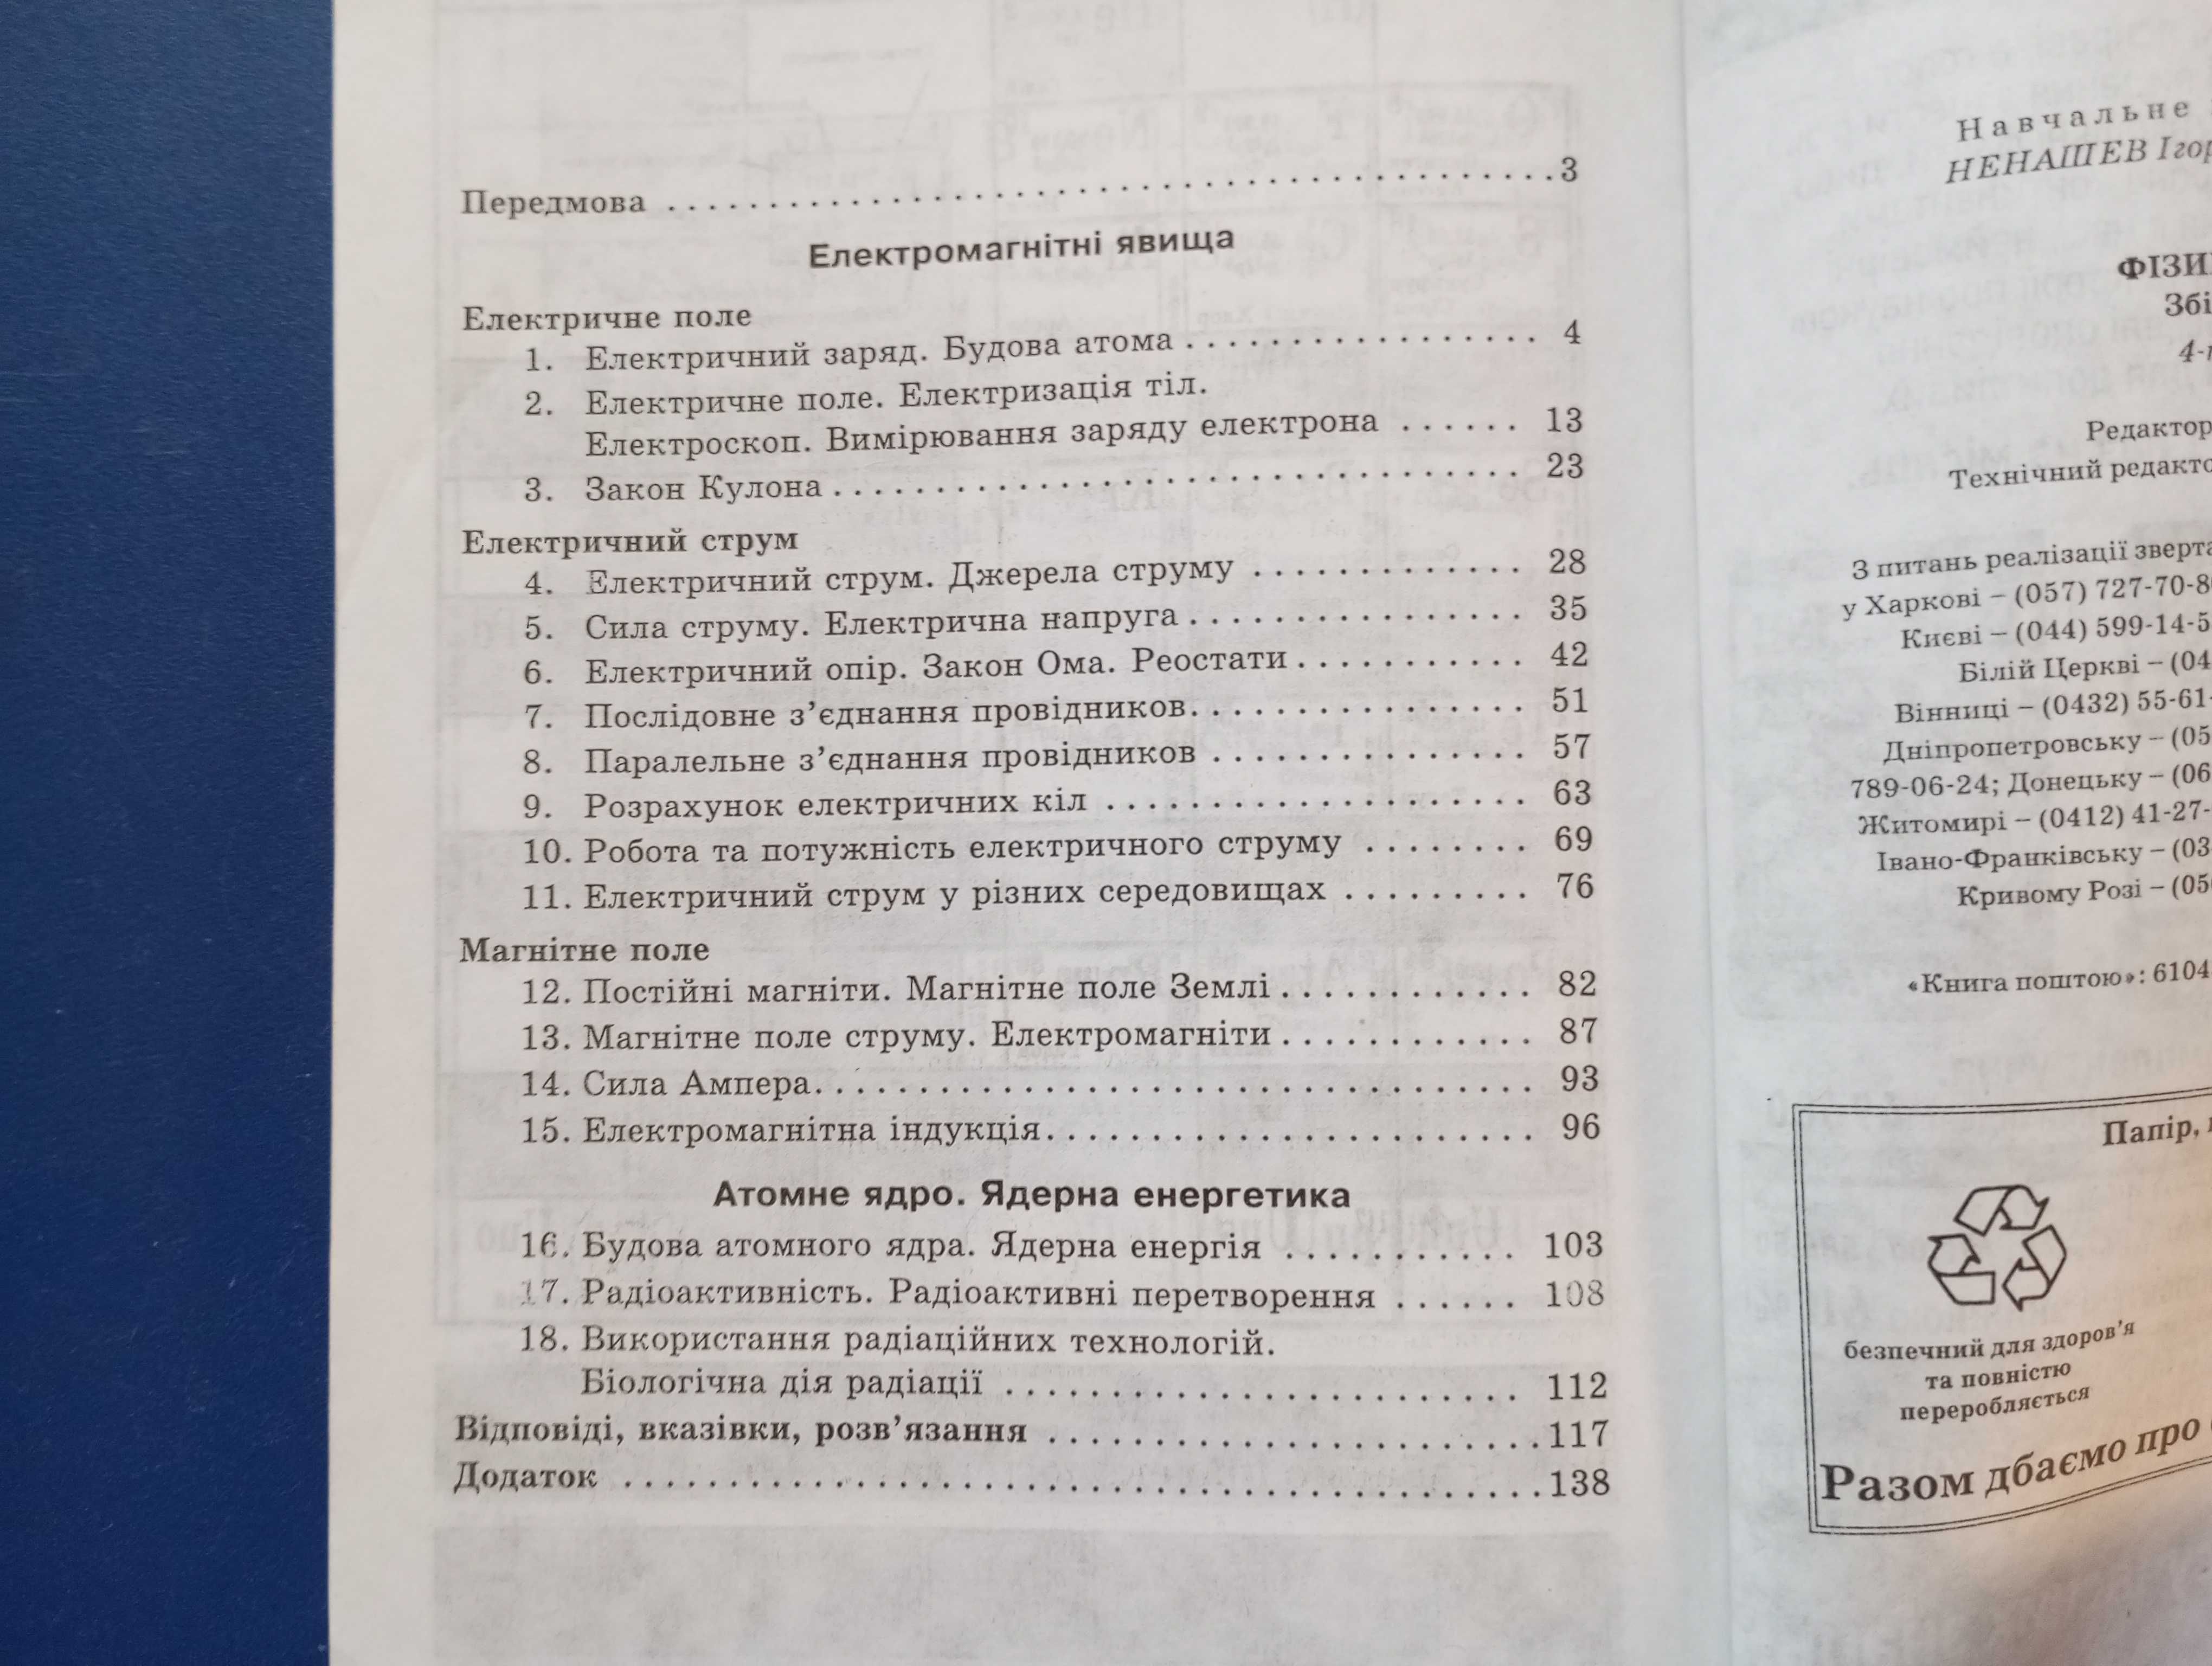 Передмова . . . . . . . . . . . . . . . . . . . . . . . . . . . . . . . . . . . . . . . . . . . 3
Електромагнітні явища
Електричне поле
1. Електричний заряд. Будова атома . . . . . . . . . . . . . . . . . 4
2. Електричне поле. Електризація тіл.
Електроскоп. Вимірювання заряду електрона . . . . . . 13
3. Закон Кулона . . . . . . . . . . . . . . . . . . . . . . . . . . . . . . . . . 23
Електричний струм
4. Електричний струм. Джерела струму . . . . . . . . . . . . . 28
5. Сила струму. Електрична напруга . . . . . . . . . . . . . . . . 35
6. Електричний опір. Закон Ома. Реостати . . . . . . . . . . . 42
7. Послідовне з’єднання провідників. . . . . . . . . . . . . . . . 51
8. Паралельне з’єднання провідників . . . . . . . . . . . . . . . 57
9. Розрахунок електричних кіл . . . . . . . . . . . . . . . . . . . . 63
10. Робота та потужність електричного струму . . . . . . . . 69
11. Електричний струм у різних середовищах . . . . . . . . . 76
Магнітне поле
12. Постійні магніти. Магнітне поле Землі . . . . . . . . . . . . 82
13. Магнітне поле струму. Електромагніти . . . . . . . . . . . . 87
14. Сила Ампера. . . . . . . . . . . . . . . . . . . . . . . . . . . . . . . . . . 93
15. Електромагнітна індукція. . . . . . . . . . . . . . . . . . . . . . . 96
Атомне ядро. Ядерна енергетика
16. Будова атомного ядра. Ядерна енергія . . . . . . . . . . . 103
17. Радіоактивність. Радіоактивні перетворення . . . . . . 108
18. Використання радіаційних технологій.
Біологічна дія радіації . . . . . . . . . . . . . . . . . . . . . . . . 112
Відповіді, вказівки, розв’язання . . . . . . . . . . . . . . . . . . . . . . . 117
Додаток . . . . . . . . . . . . . . . . . . . . . . . . . . . . . . . . . . . . . . . . . . . 138
Навчальне
НЕНАШЕВ
4-
Редактор
Технічний
З питань реалізації
у Харкові – (057) 727-70-8
Києві – (044) 599-14-5
Білій Церкві – (04
Вінниці – (0432) 55-61-
Дніпропетровську – (05
789-06-24; Донецьку – (06
Житомирі – (0412) 41-27-
Івано-Франківську – (03
Кривому Розі – (05
«Книга поштою»: 6104
Папір,
безпечний для здоров’я
та повністю
переробляється
Разом дбаємо про